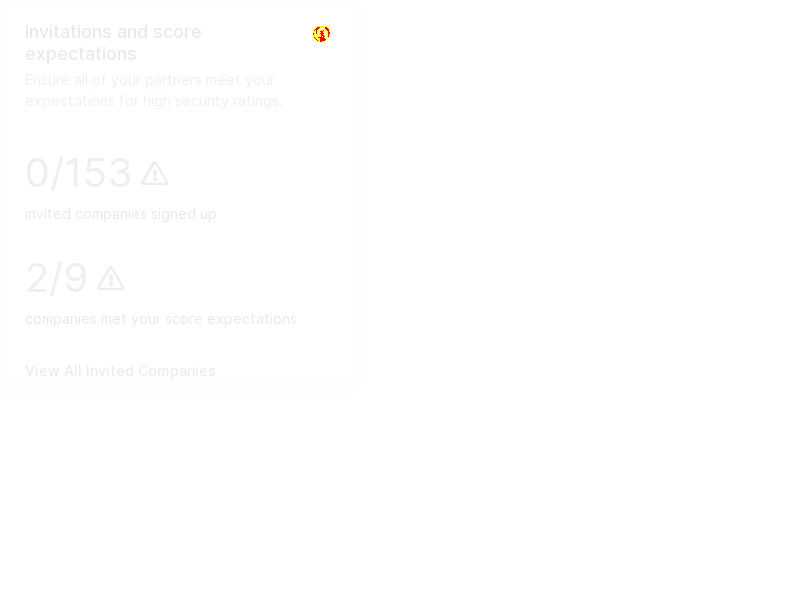 Invitations and score
expectations
Ensure all of your partners meet your
expectations for high security ratings.
0/153
invited companies signed up
2/9
companies met your score expectations
View All Invited Companies